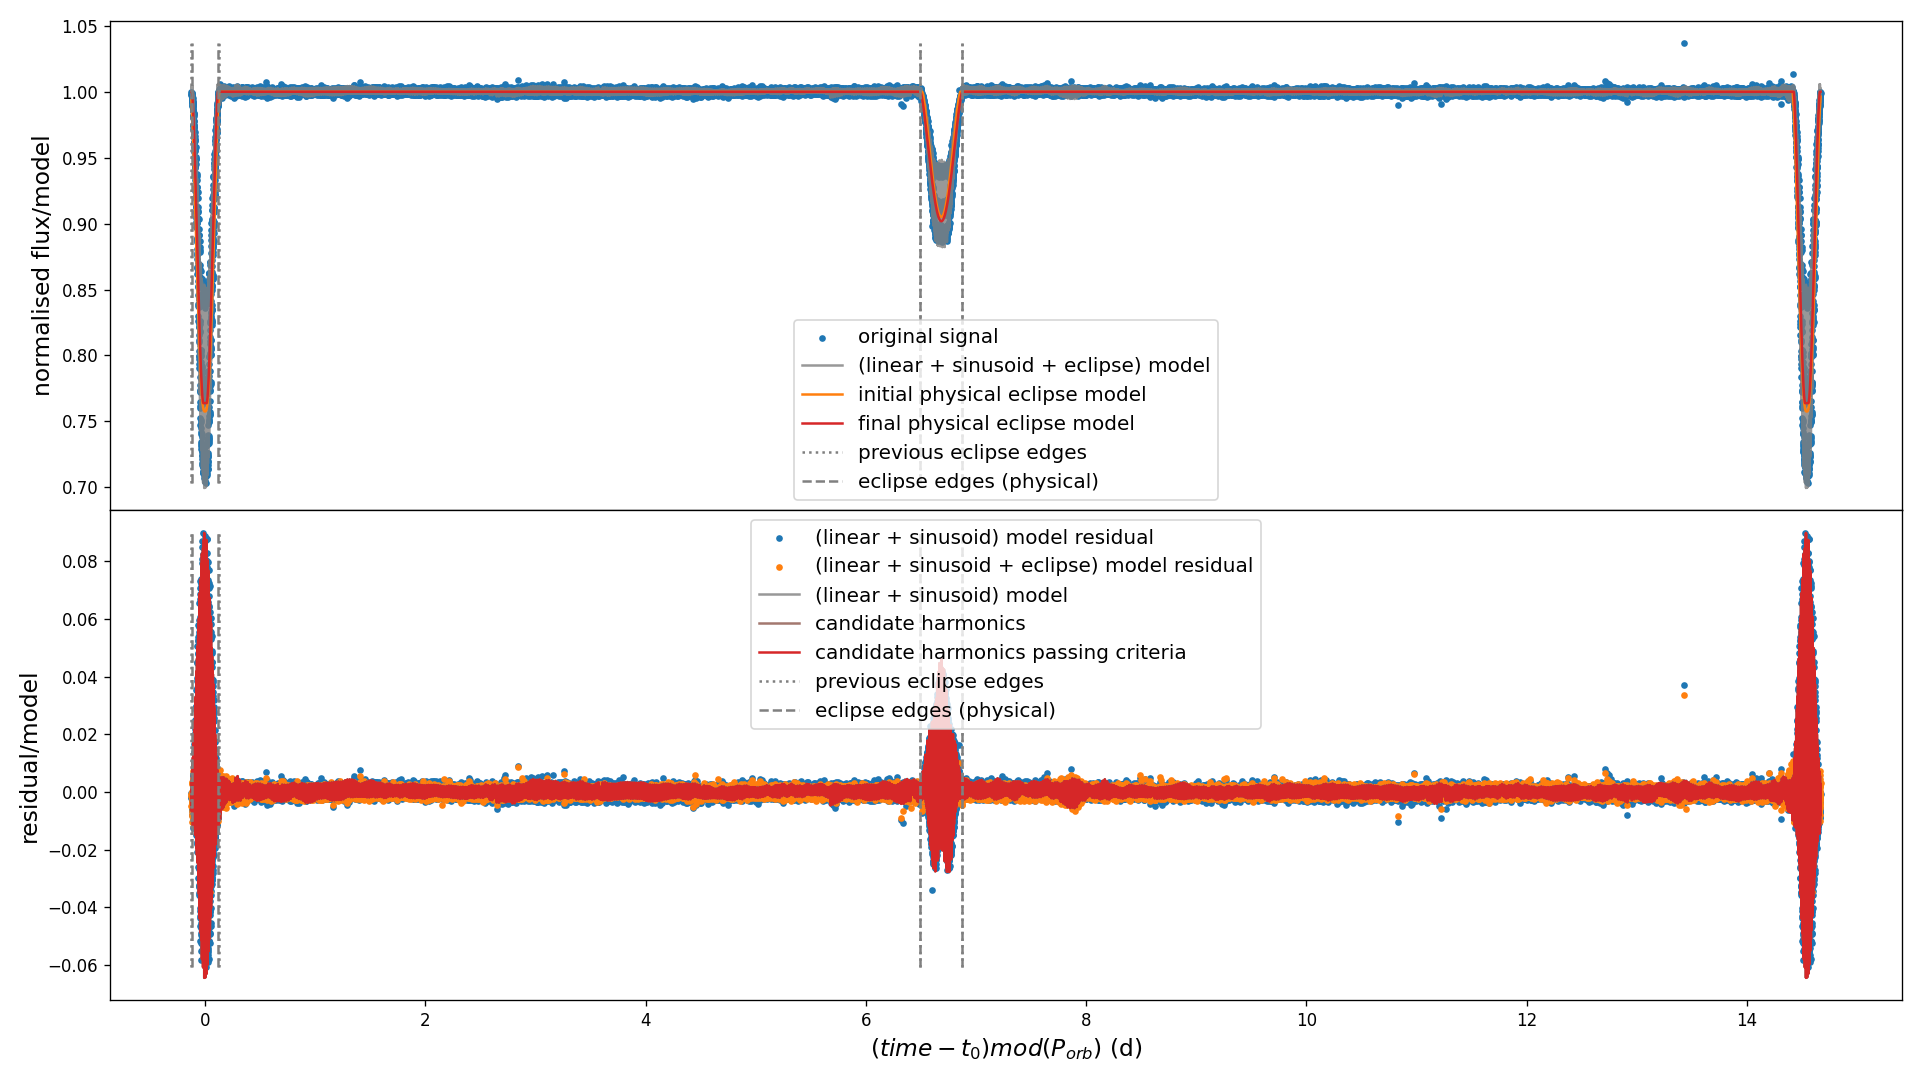 1.05
1.00
0.95
0.90
0.85
0.80
0.75
0.70
normalised flux/model
original signal
(linear + sinusoid + eclipse) model
initial physical eclipse model
final physical eclipse model
previous eclipse edges
eclipse edges (physical)
0.08
0.06
0.04
0.02
0.00
−0.02
−0.04
−0.06
residual/model
(linear + sinusoid) model residual
(linear + sinusoid + eclipse) model residual
(linear + sinusoid) model
candidate harmonics
candidate harmonics passing criteria
previous eclipse edges
eclipse edges (physical)
0 2 4 6 8 10 12 14
(time − t₀)mod(P_orb) (d)